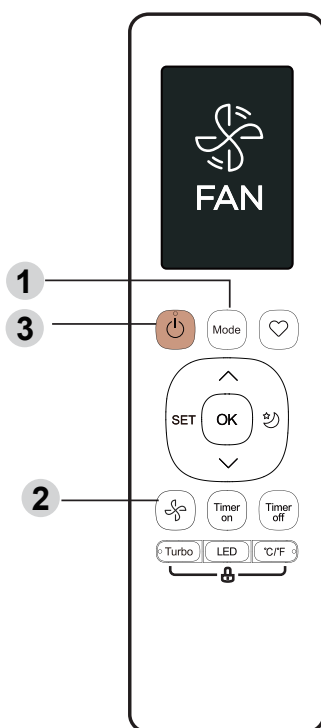 FAN
1
3
Mode
SET
OK
2
Timer
on
Timer
off
Turbo
LED
°C/°F